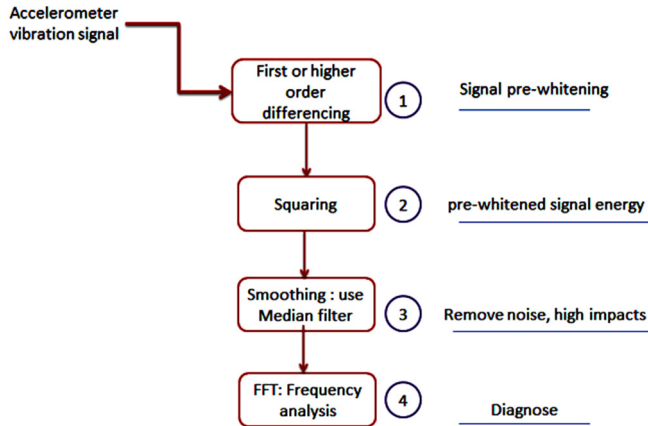 Accelerometer
vibration signal
First or higher
order
differencing
1
Signal pre-whitening
Squaring
2
pre-whitened signal energy
Smoothing : use
Median filter
3
Remove noise, high impacts
FFT: Frequency
analysis
4
Diagnose